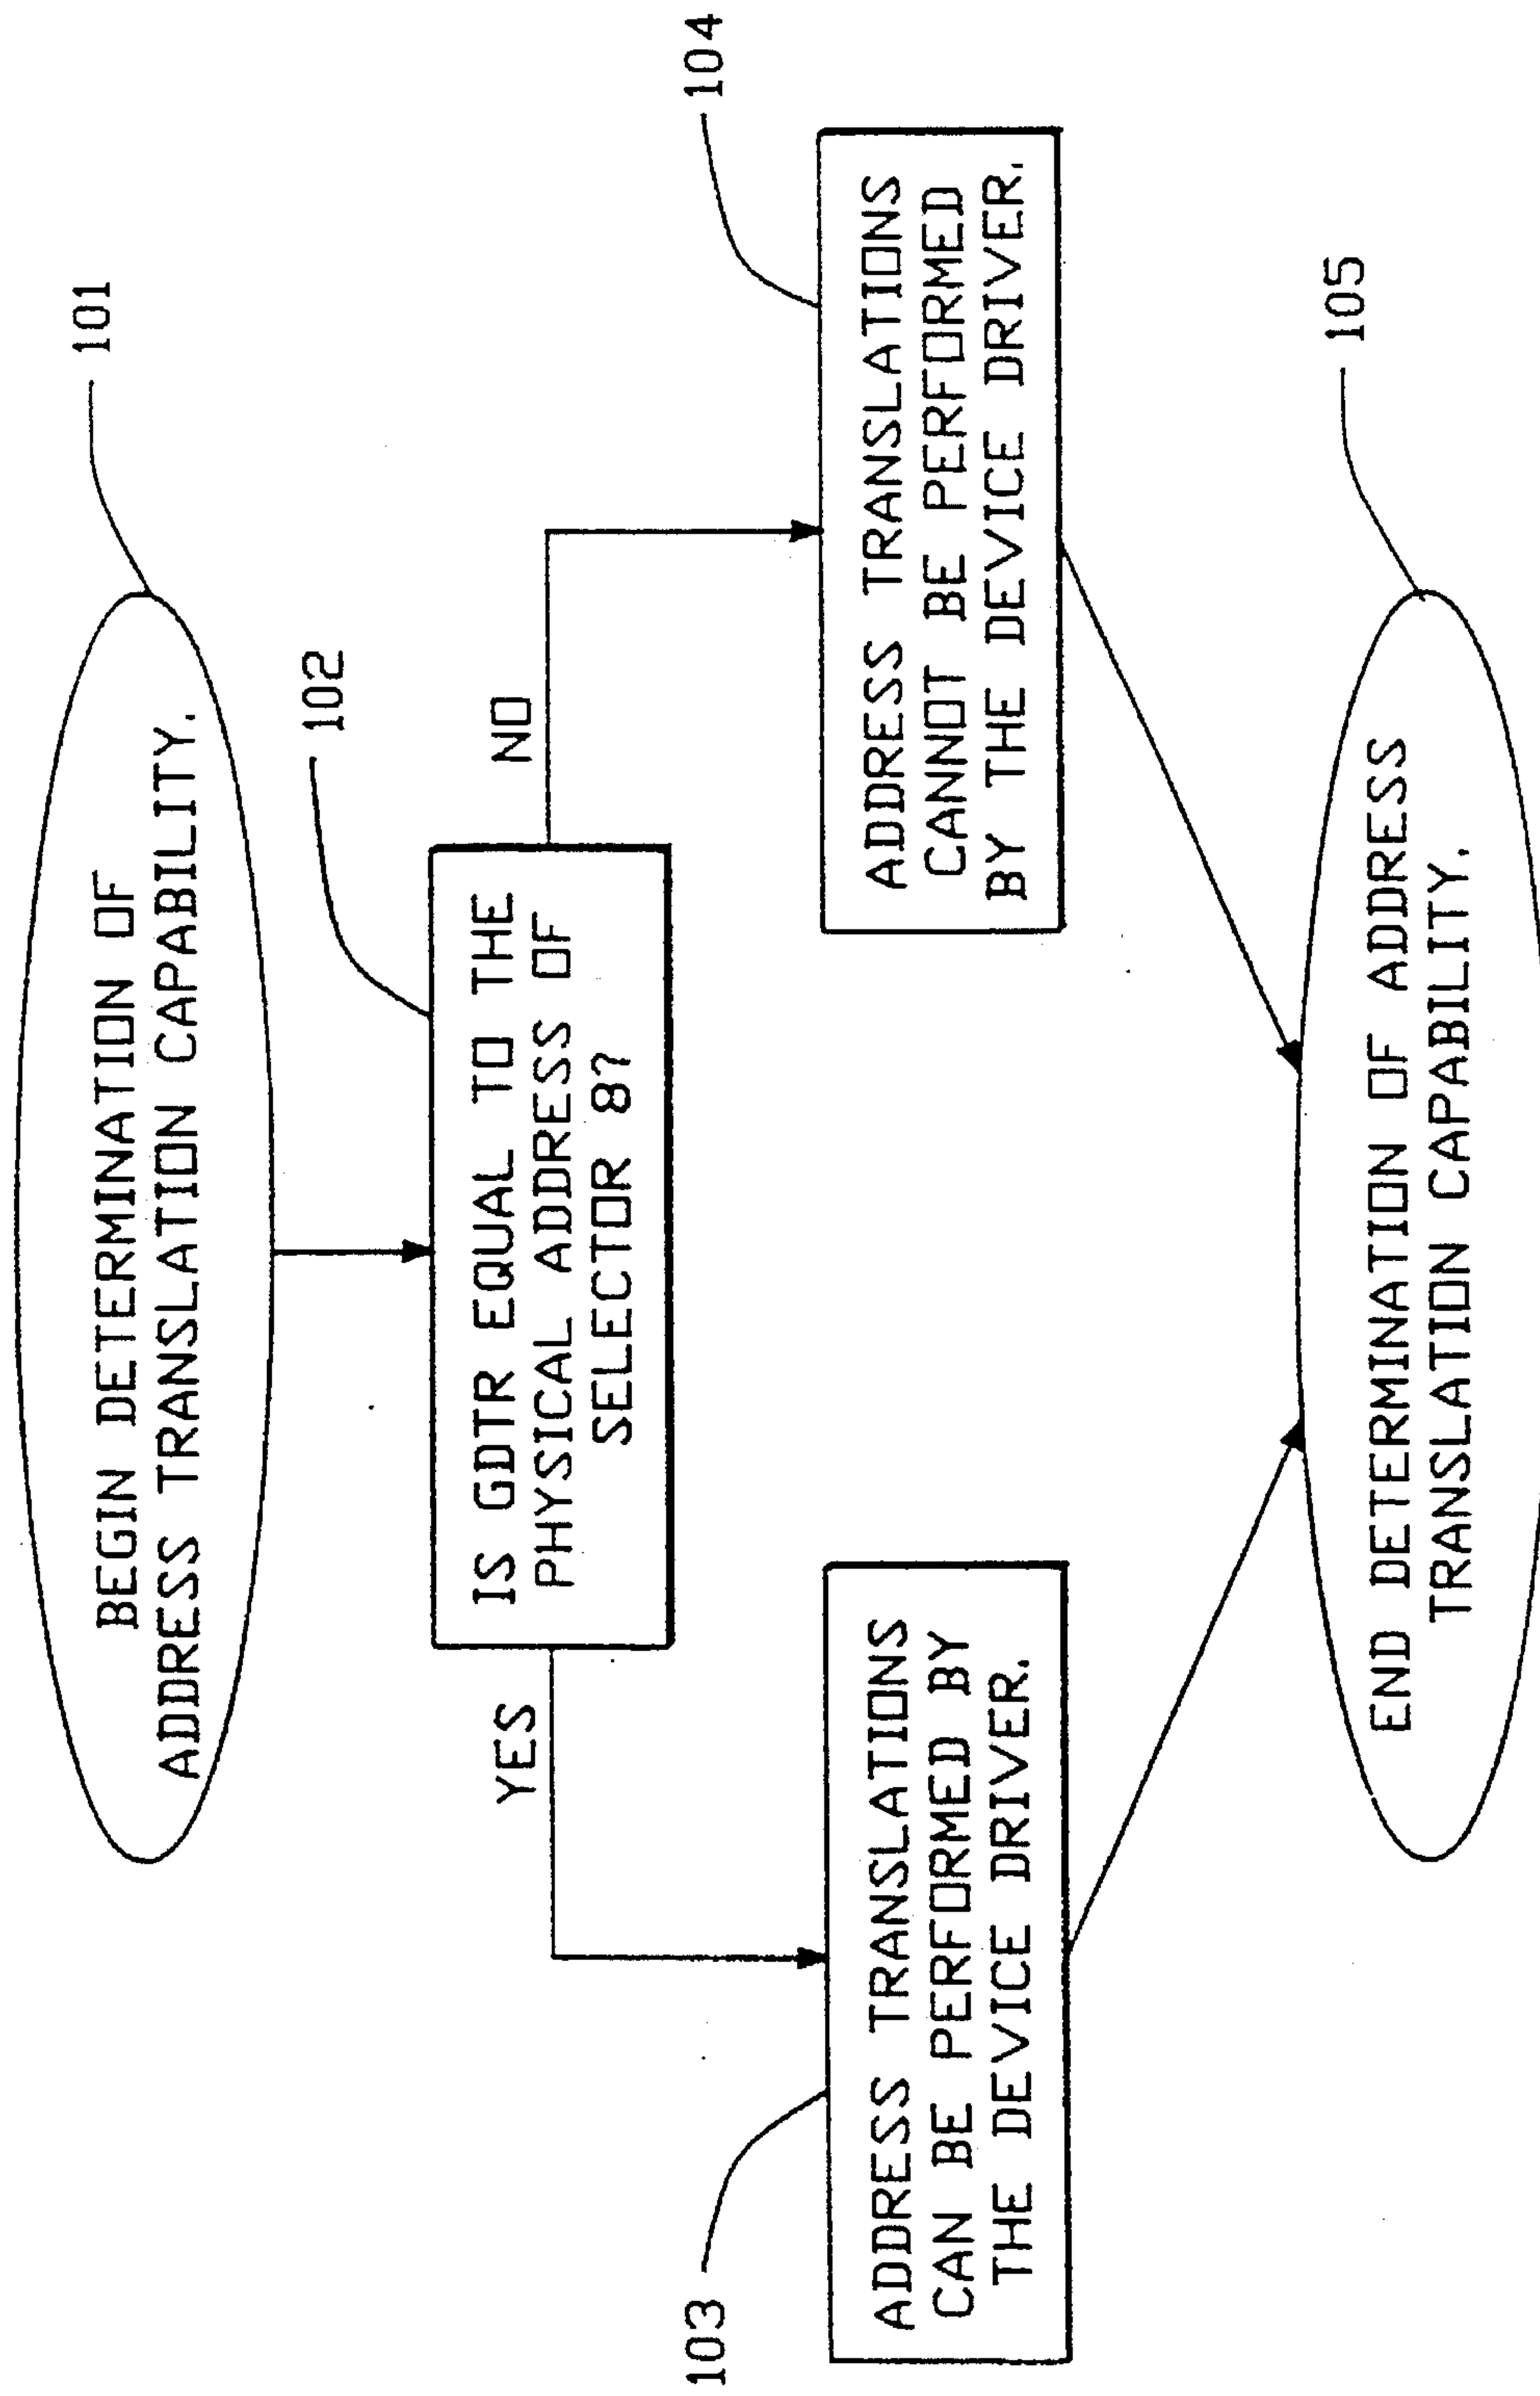 101
BEGIN DETERMINATION OF
ADDRESS TRANSLATION CAPABILITY.
102
IS GDTR EQUAL TO THE
PHYSICAL ADDRESS OF
SELECTOR 8?
YES
NO
103
ADDRESS TRANSLATIONS
CAN BE PERFORMED BY
THE DEVICE DRIVER.
104
ADDRESS TRANSLATIONS
CANNOT BE PERFORMED
BY THE DEVICE DRIVER.
105
END DETERMINATION OF ADDRESS
TRANSLATION CAPABILITY.